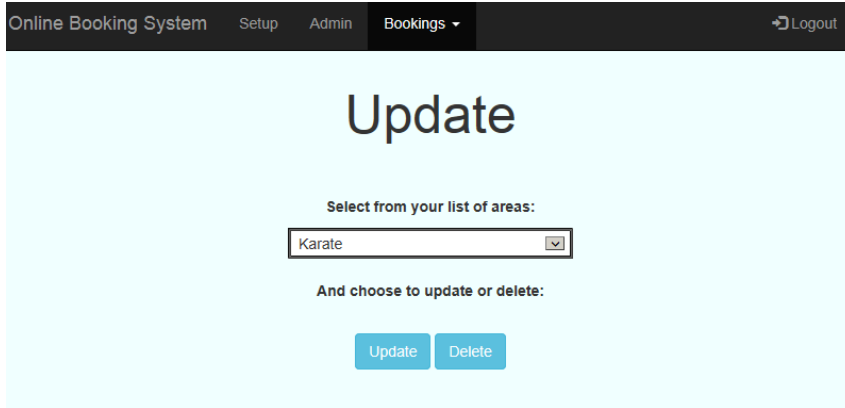 Online Booking System Setup Admin Bookings Logout
Update
Select from your list of areas:
Karate
And choose to update or delete:
Update Delete